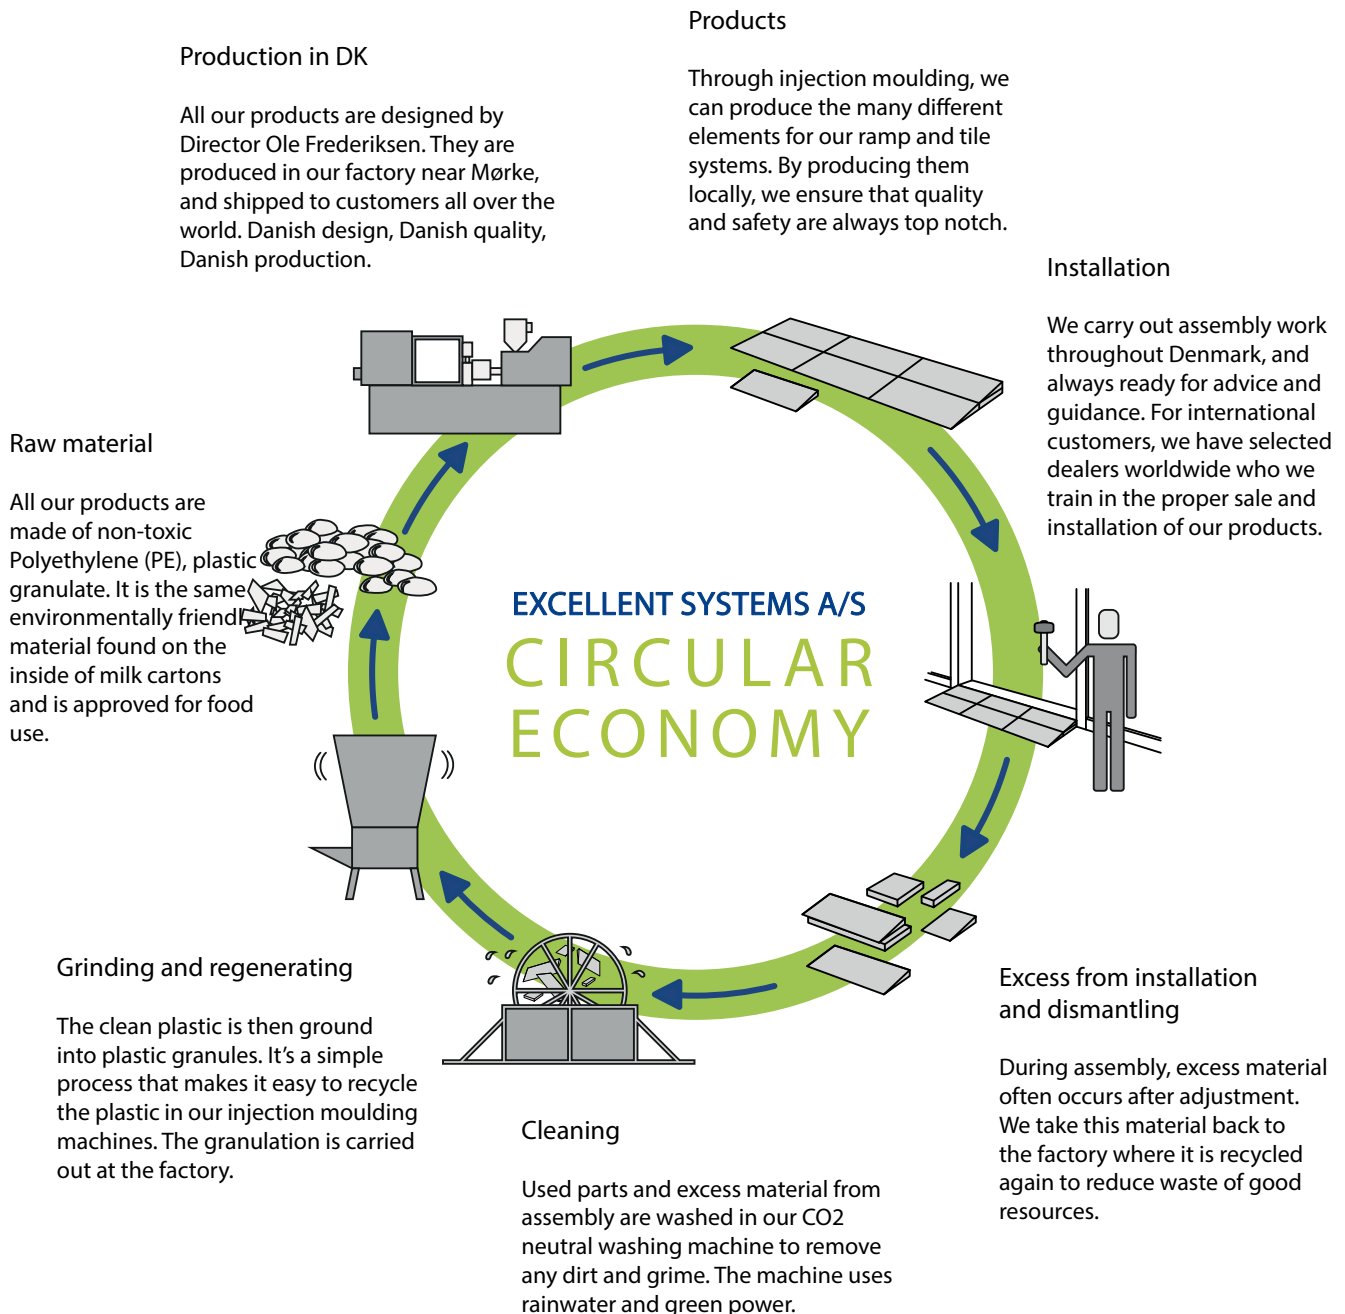 Products
Through injection moulding, we
can produce the many different
elements for our ramp and tile
systems. By producing them
locally, we ensure that quality
and safety are always top notch.
Production in DK
All our products are designed by
Director Ole Frederiksen. They are
produced in our factory near Mørke,
and shipped to customers all over the
world. Danish design, Danish quality,
Danish production.
Installation
We carry out assembly work
throughout Denmark, and
always ready for advice and
guidance. For international
customers, we have selected
dealers worldwide who we
train in the proper sale and
installation of our products.
Raw material
All our products are
made of non-toxic
Polyethylene (PE), plastic
granulate. It is the same
environmentally friendl
material found on the
inside of milk cartons
and is approved for food
use.
EXCELLENT SYSTEMS A/S
CIRCULAR
ECONOMY
Grinding and regenerating
The clean plastic is then ground
into plastic granules. It's a simple
process that makes it easy to recycle
the plastic in our injection moulding
machines. The granulation is carried
out at the factory.
Excess from installation
and dismantling
During assembly, excess material
often occurs after adjustment.
We take this material back to
the factory where it is recycled
again to reduce waste of good
resources.
Cleaning
Used parts and excess material from
assembly are washed in our CO2
neutral washing machine to remove
any dirt and grime. The machine uses
rainwater and green power.